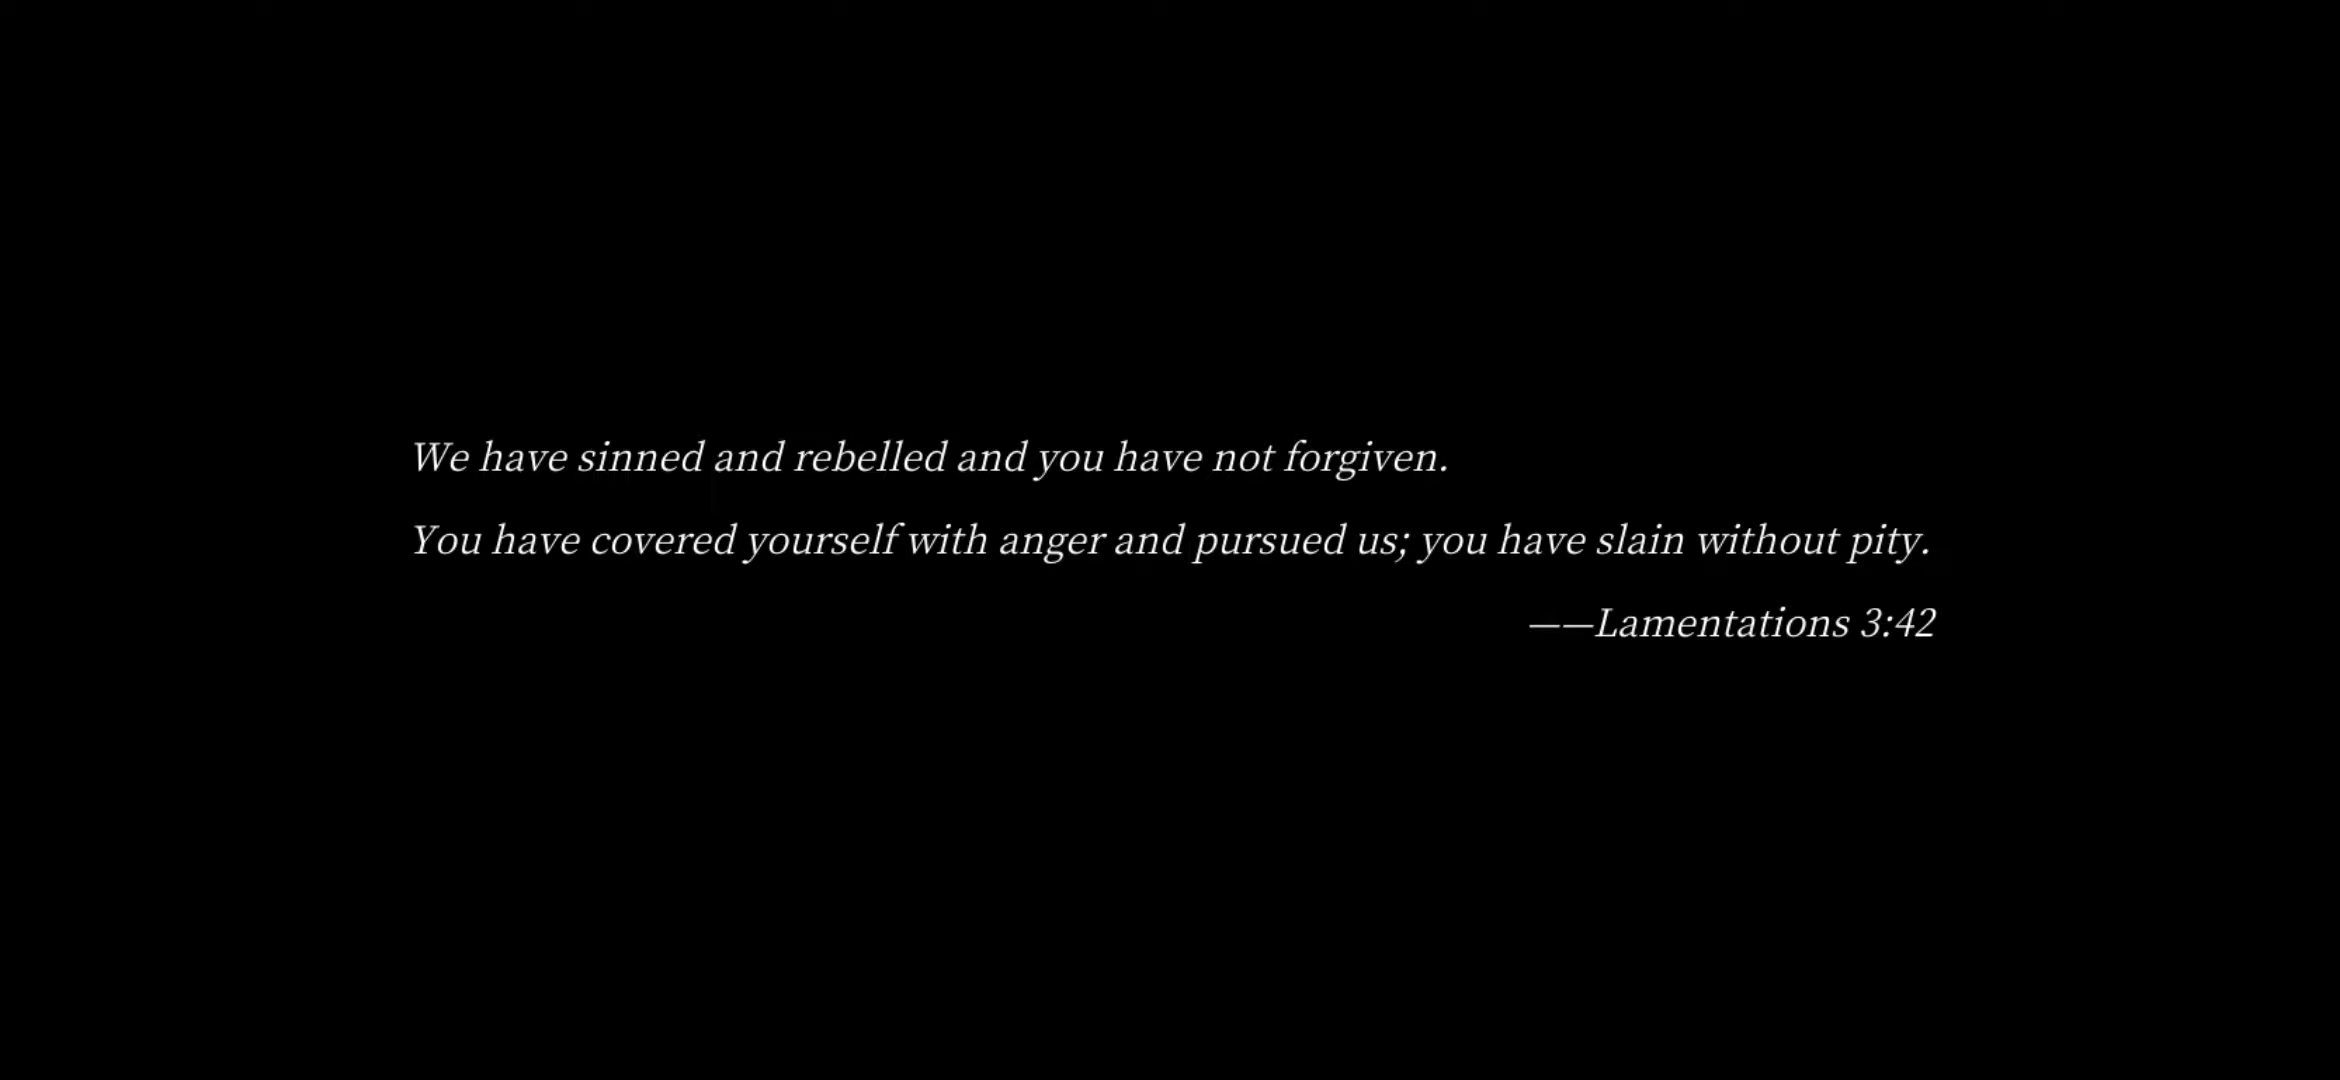 We have sinned and rebelled and you have not forgiven.
You have covered yourself with anger and pursued us; you have slain without pity.
——Lamentations 3:42